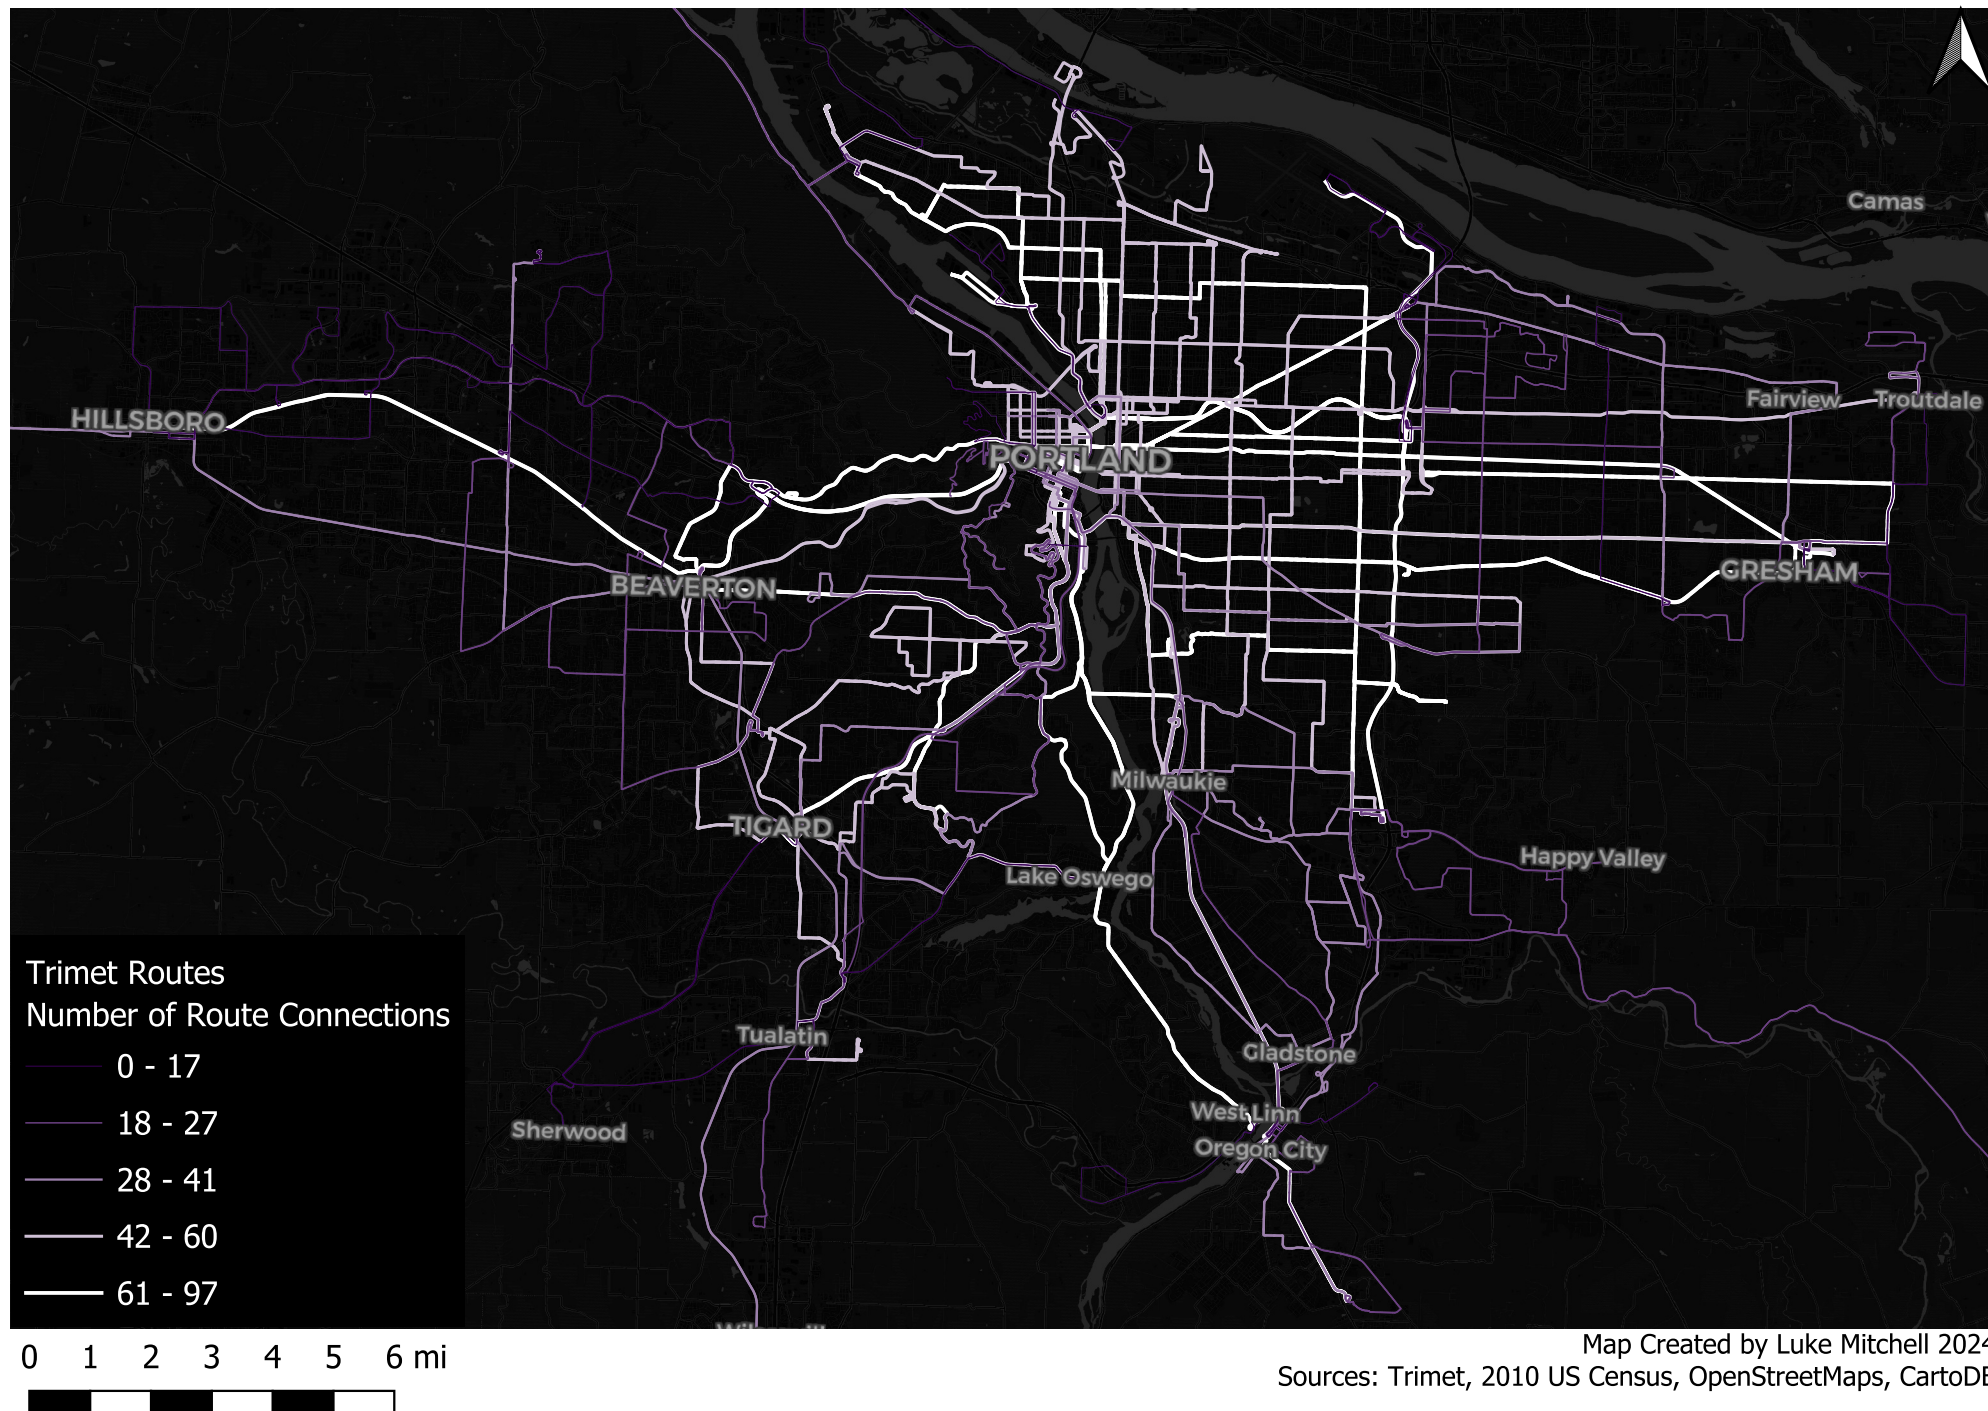 Camas
HILLSBORO
Fairview
Troutdale
PORTLAND
GRESHAM
BEAVERTON
Milwaukie
TIGARD
Happy Valley
Lake Oswego
Tualatin
Gladstone
West Linn
Sherwood
Oregon City
Trimet Routes
Number of Route Connections
0 - 17
18 - 27
28 - 41
42 - 60
61 - 97
0 1 2 3 4 5 6 mi
Map Created by Luke Mitchell 2024
Sources: Trimet, 2010 US Census, OpenStreetMaps, CartoDB